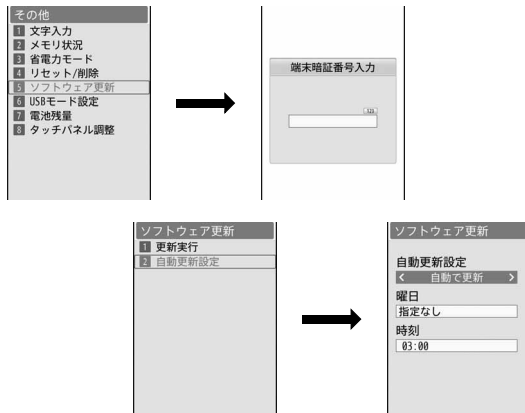 その他
1 文字入力
2 メモリ状況
3 省電力モード
4 リセット/削除
5 ソフトウェア更新
6 USBモード設定
7 電池残量
8 タッチパネル調整
端末暗証番号入力
123
ソフトウェア更新
1 更新実行
2 自動更新設定
ソフトウェア更新
自動更新設定
自動で更新
曜日
指定なし
時刻
03:00